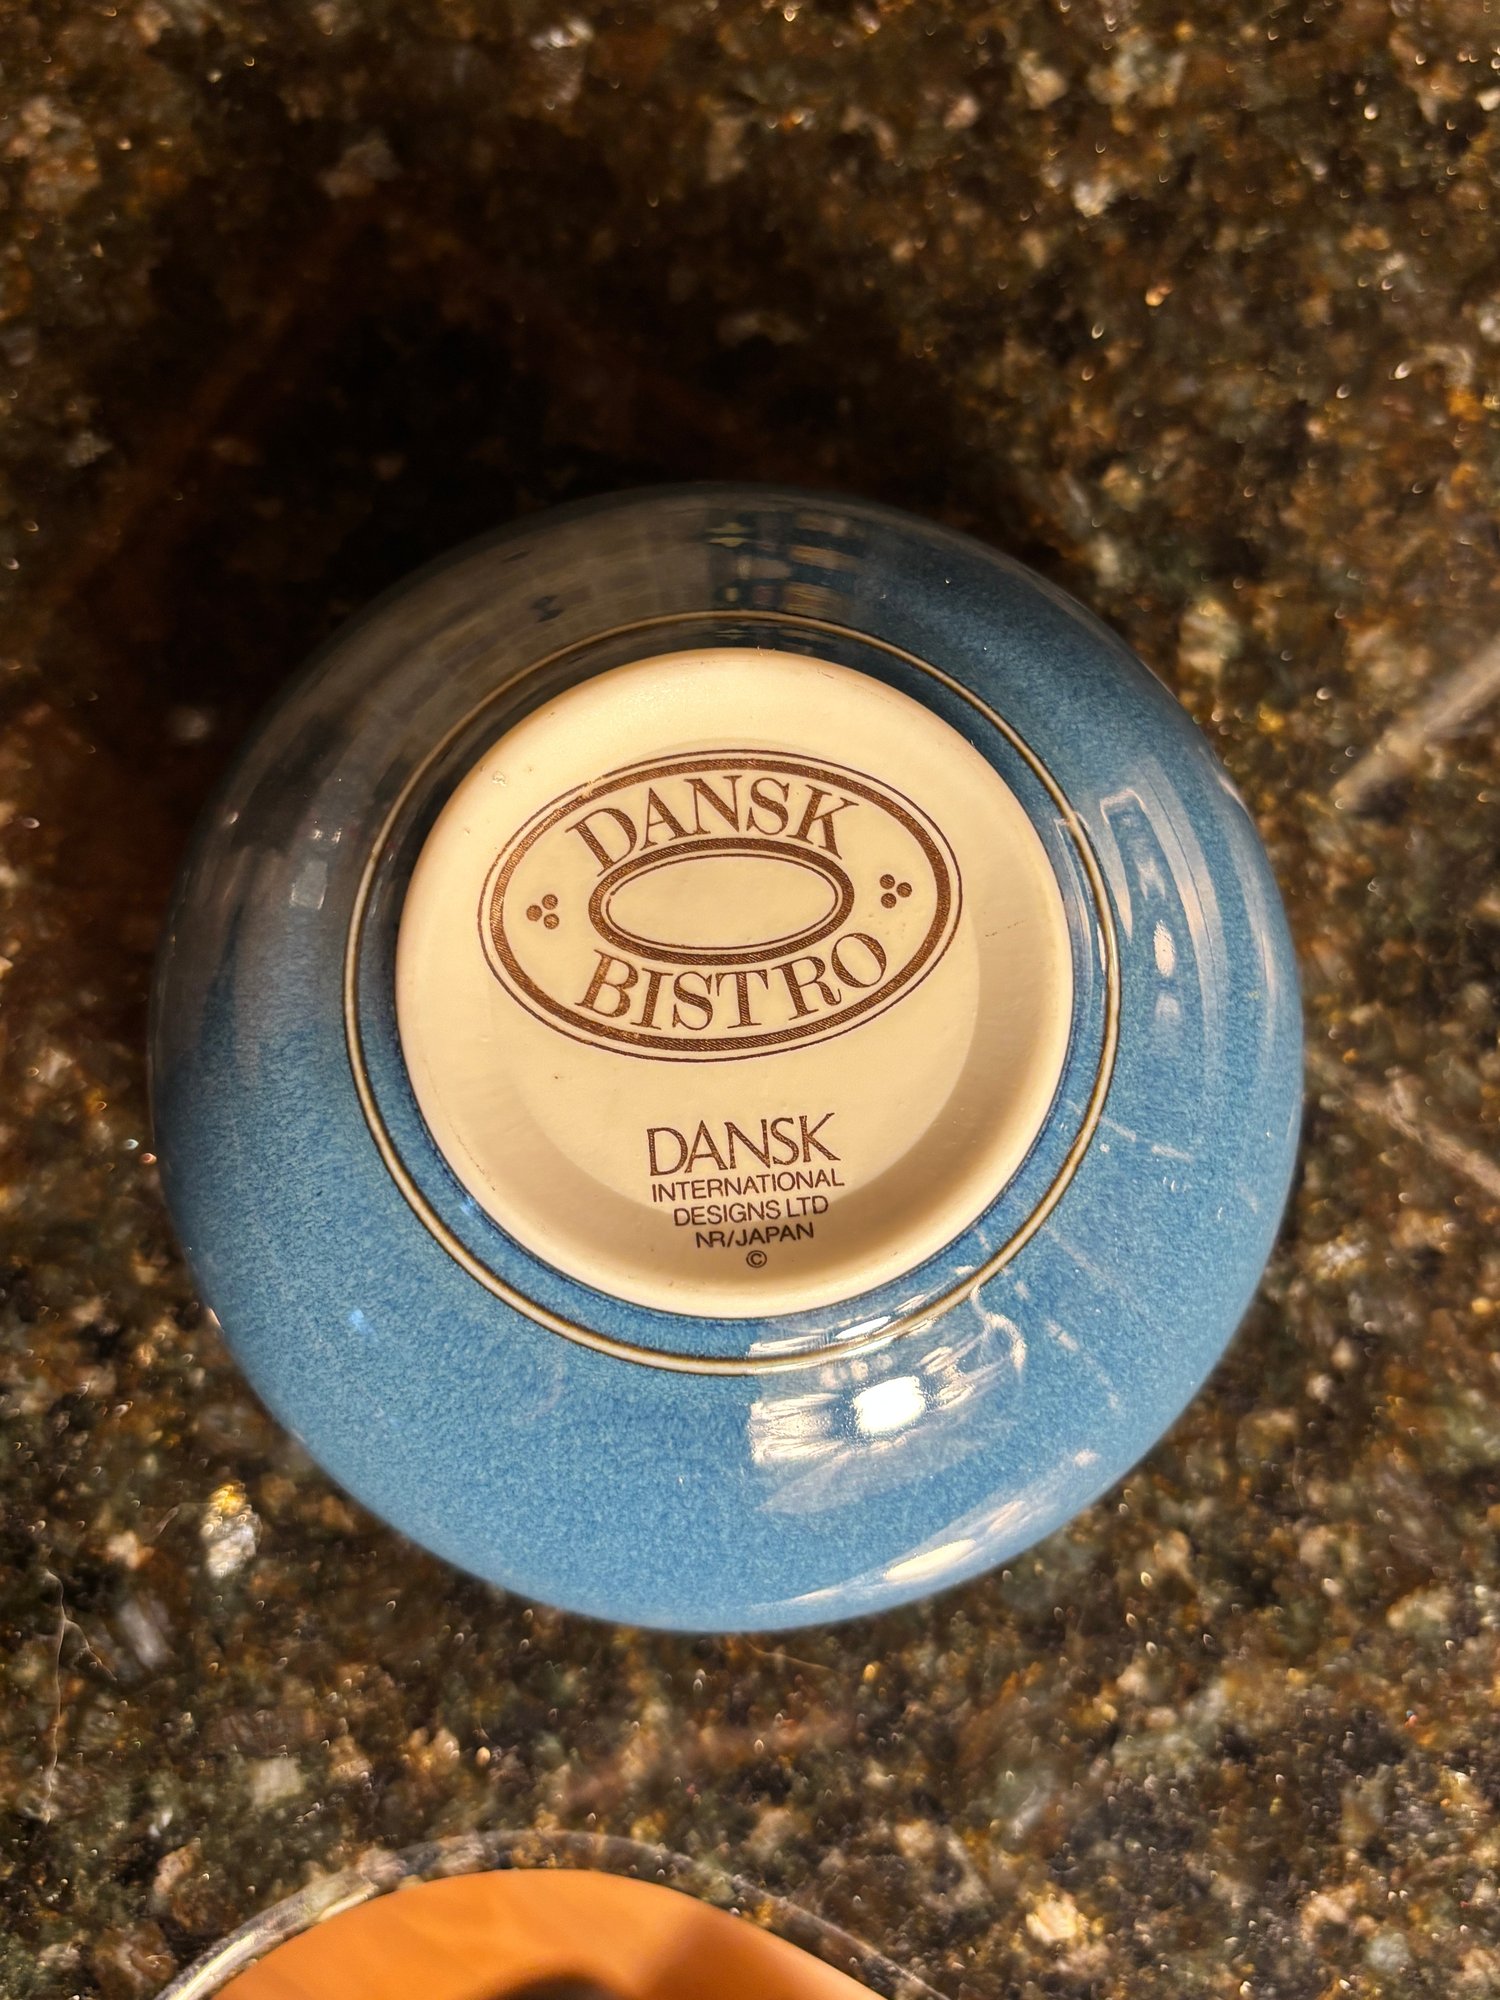 DANSK
BISTRO
DANSK
INTERNATIONAL
DESIGNS LTD
NR/JAPAN
©